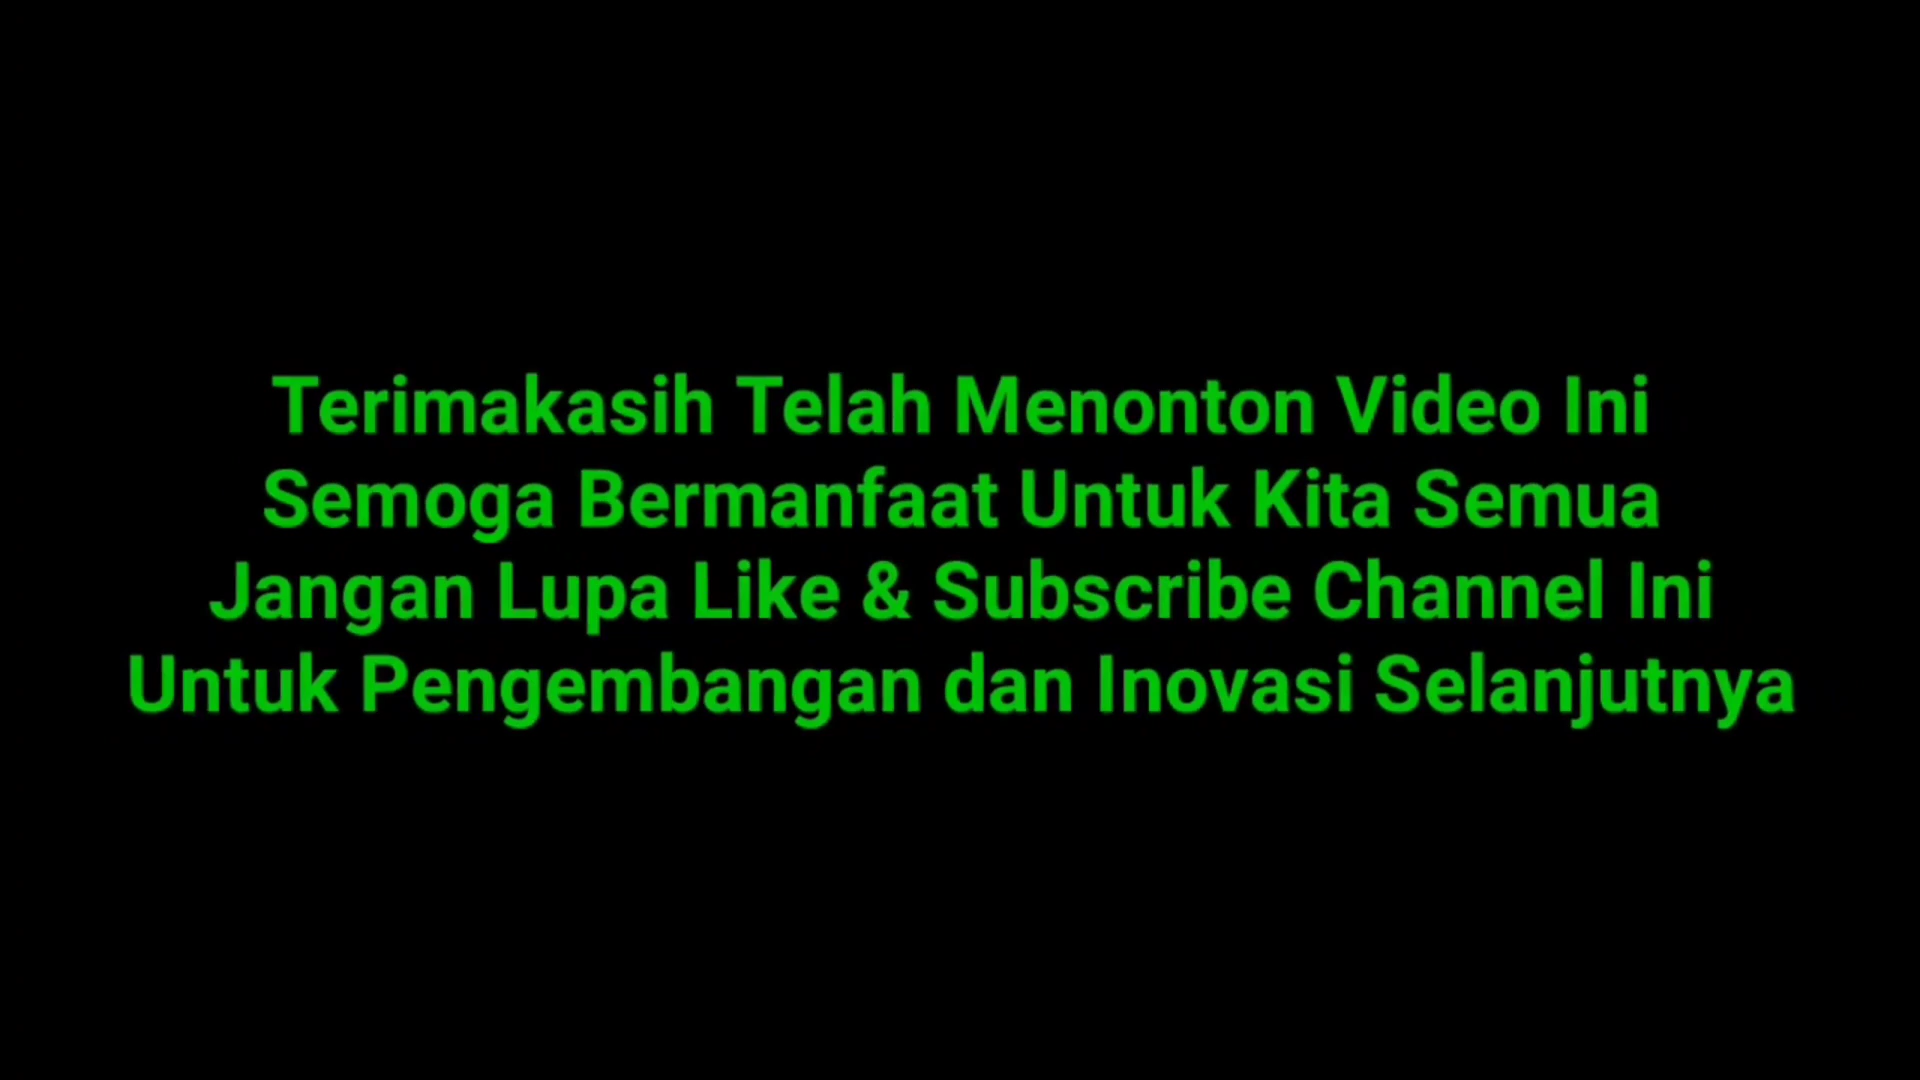 Terimakasih Telah Menonton Video Ini
Semoga Bermanfaat Untuk Kita Semua
Jangan Lupa Like & Subscribe Channel Ini
Untuk Pengembangan dan Inovasi Selanjutnya